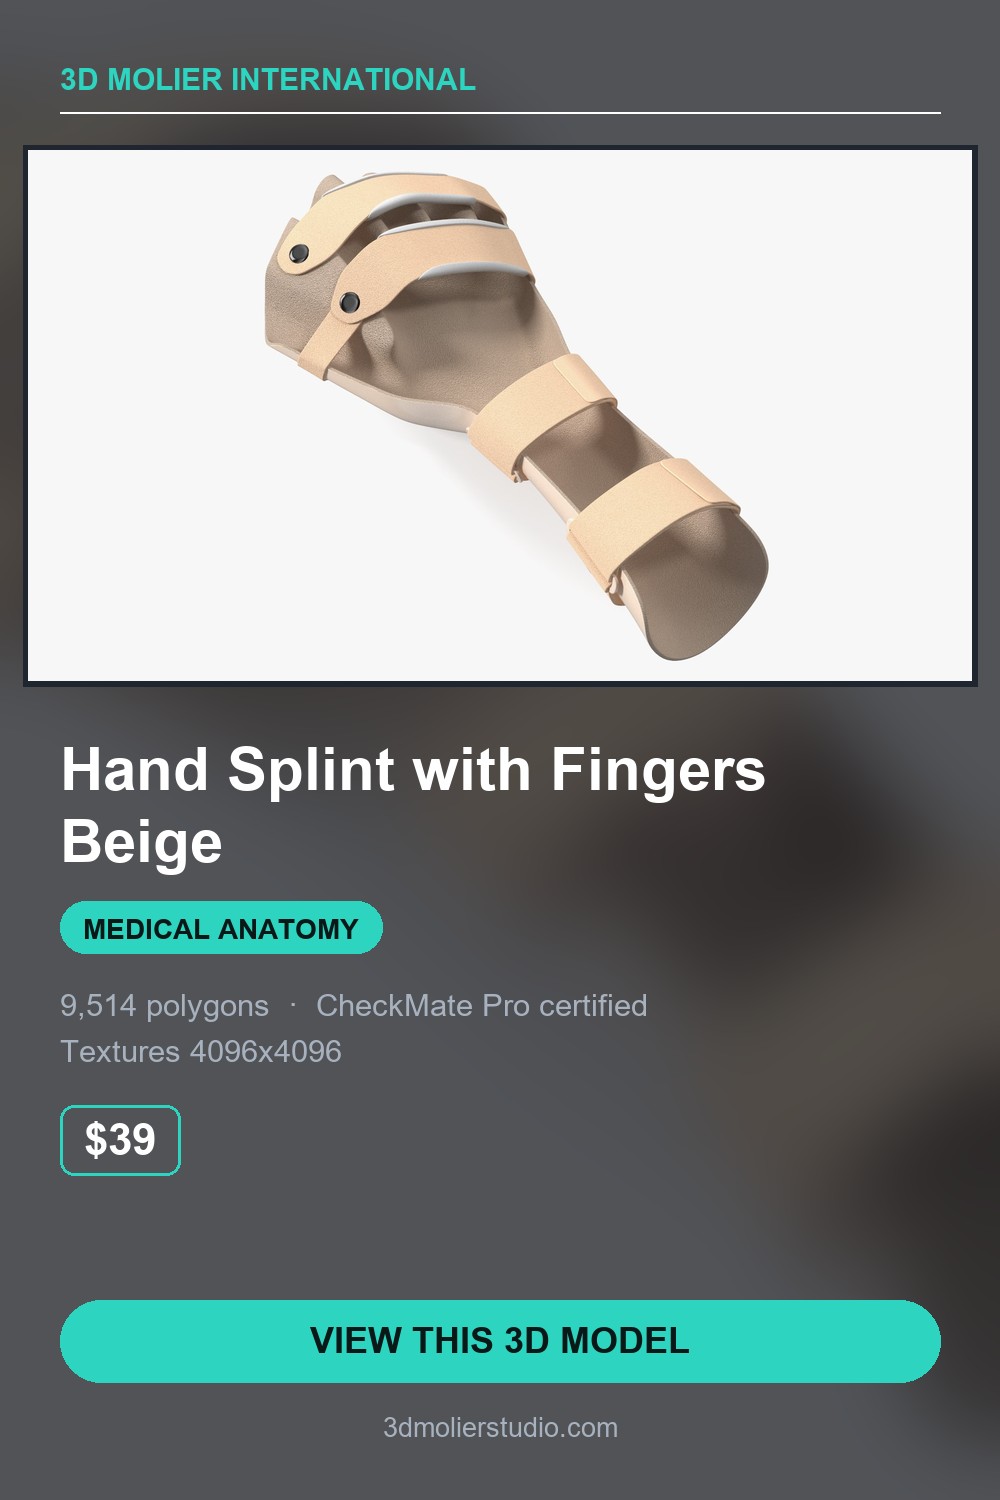 3D MOLIER INTERNATIONAL
Hand Splint with Fingers
Beige
MEDICAL ANATOMY
9,514 polygons · CheckMate Pro certified
Textures 4096x4096
$39
VIEW THIS 3D MODEL
3dmolierstudio.com